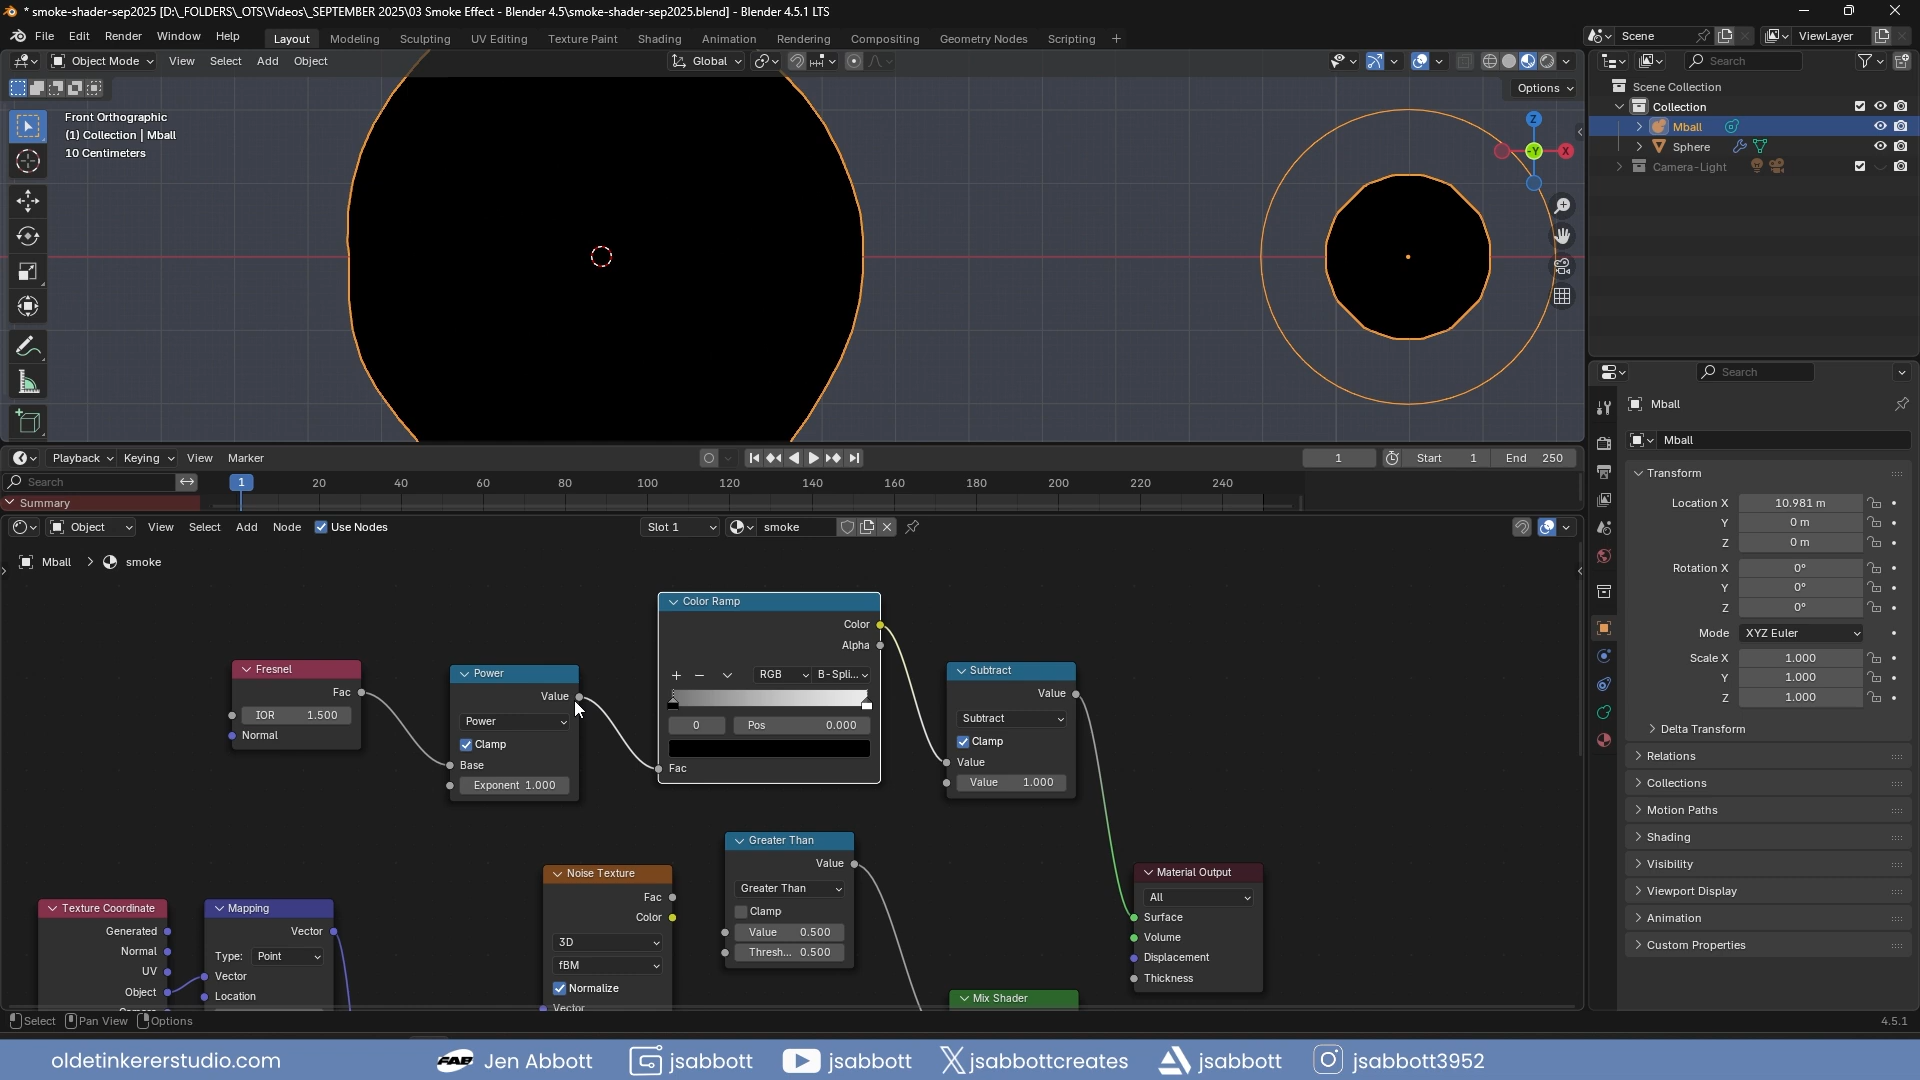 * smoke-shader-sep2025 [D:\_FOLDERS\_OTS\Videos\_SEPTEMBER 2025\03 Smoke Effect - Blender 4.5\smoke-shader-sep2025.blend] - Blender 4.5.1 LTS
File Edit Render Window Help Layout Modeling Sculpting UV Editing Texture Paint Shading Animation Rendering Compositing Geometry Nodes Scripting + Scene ViewLayer
Object Mode View Select Add Object Global Search
Options
Scene Collection
Collection
Mball
Sphere
Camera-Light
Front Orthographic
(1) Collection | Mball
10 Centimeters
Z
-Y
X
Playback Keying View Marker 1 Start 1 End 250
Search 1 20 40 60 80 100 120 140 160 180 200 220 240
Summary
Object View Select Add Node Use Nodes Slot 1 smoke
Mball > smoke
Fresnel
Fac
IOR 1.500
Normal
Power
Value
Power
Clamp
Base
Exponent 1.000
Color Ramp
Color
Alpha
+ − RGB B-Spli...
0 Pos 0.000
Fac
Subtract
Value
Subtract
Clamp
Value
Value 1.000
Greater Than
Value
Greater Than
Clamp
Value 0.500
Thresh... 0.500
Noise Texture
Fac
Color
3D
fBM
Normalize
Vector
Texture Coordinate
Generated
Normal
UV
Object
Mapping
Vector
Type: Point
Vector
Location
Mix Shader
Material Output
All
Surface
Volume
Displacement
Thickness
Search
Mball
Mball
Transform
Location X 10.981 m
Y 0 m
Z 0 m
Rotation X 0°
Y 0°
Z 0°
Mode XYZ Euler
Scale X 1.000
Y 1.000
Z 1.000
Delta Transform
Relations
Collections
Motion Paths
Shading
Visibility
Viewport Display
Animation
Custom Properties
Select Pan View Options 4.5.1
oldetinkererstudio.com FAB Jen Abbott jsabbott jsabbott jsabbottcreates jsabbott jsabbott3952